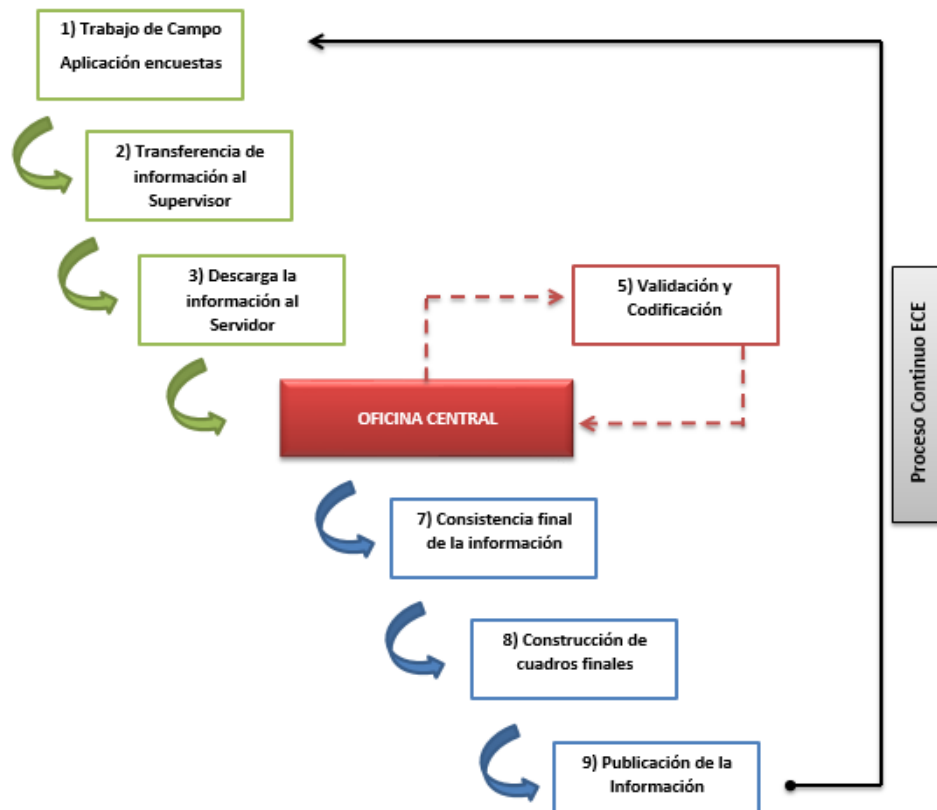 1) Trabajo de Campo
Aplicación encuestas
2) Transferencia de
información al
Supervisor
3) Descarga la
información al
Servidor
5) Validación y
Codificación
OFICINA CENTRAL
7) Consistencia final
de la información
8) Construcción de
cuadros finales
9) Publicación de la
Información
Proceso Continuo ECE